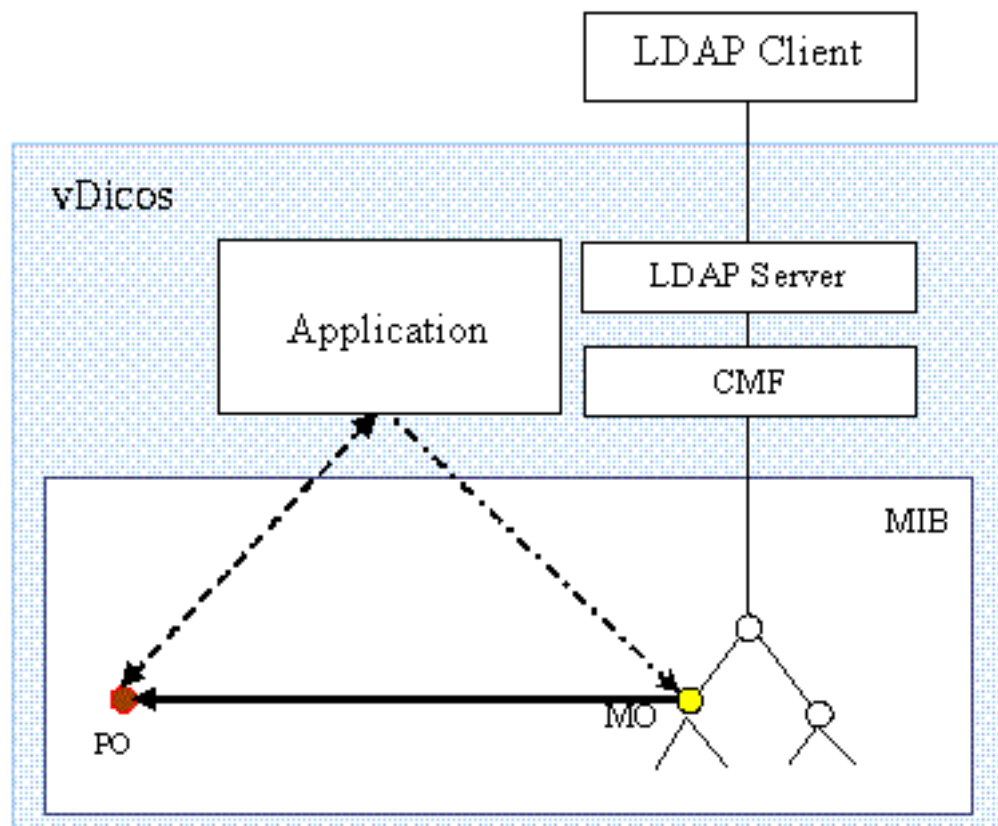 LDAP Client
vDicos
LDAP Server
Application
CMF
MIB
MO
PO